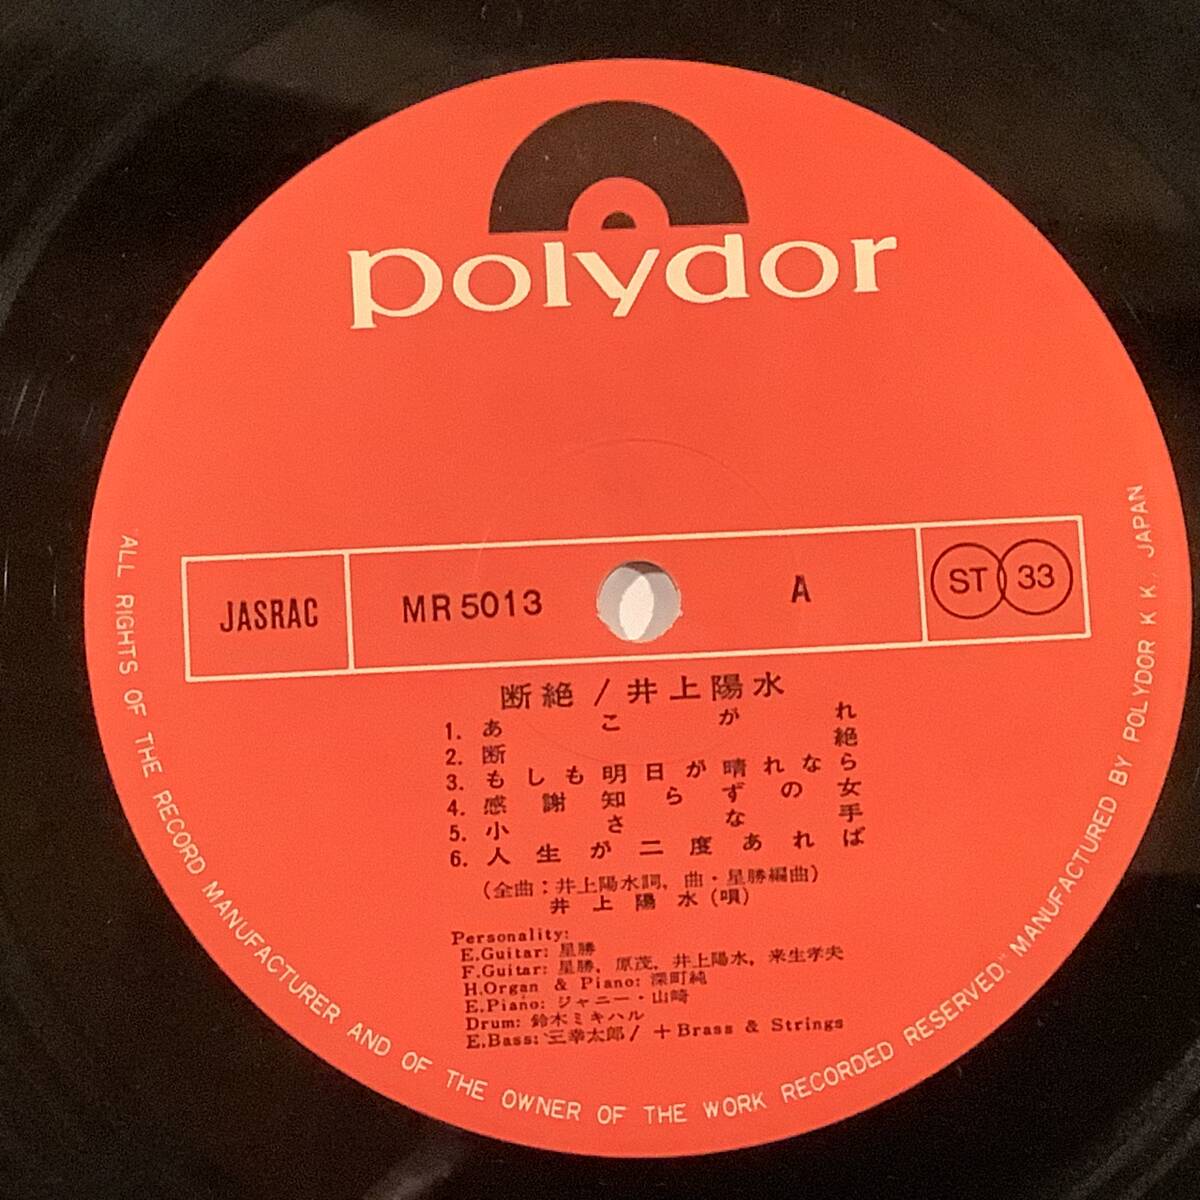 polydor
JASRAC MR 5013 A ST 33
断絶 / 井上陽水
1. あこがれ
2. 断絶
3. もしも明日が晴れなら
4. 感謝知らずの女
5. 小さな手
6. 人生が二度あれば
(全曲:井上陽水詞, 曲・星勝編曲)
井上陽水 (唄)
Personality:
E.Guitar: 星勝
F.Guitar: 星勝, 原茂, 井上陽水, 来生孝夫
H.Organ & Piano: 深町純
E.Piano: ジャニー・山崎
Drum: 鈴木ミキハル
E.Bass: 三幸太郎 / +Brass & Strings
ALL RIGHTS OF THE RECORD MANUFACTURER AND OF THE OWNER OF THE WORK RECORDED RESERVED." MANUFACTURED BY POLYDOR K K., JAPAN